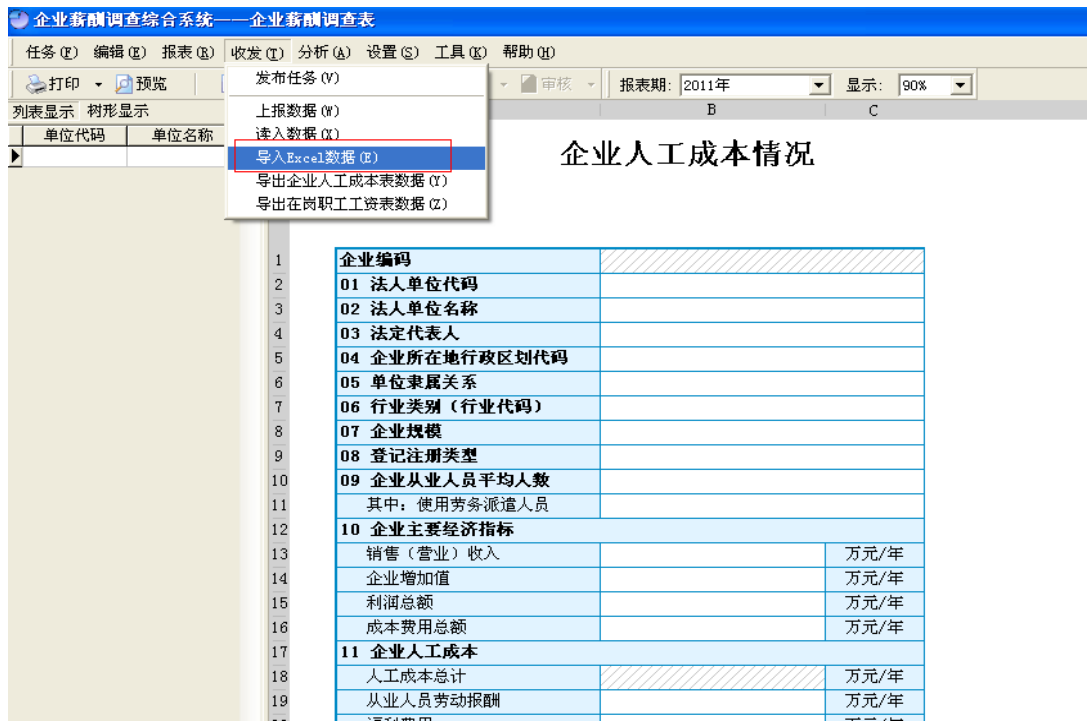 企业薪酬调查综合系统——企业薪酬调查表
任务(F) 编辑(E) 报表(R) 收发(T) 分析(A) 设置(S) 工具(K) 帮助(H)
打印 预览 审核 报表期: 2011年 显示: 90%
列表显示 树形显示
单位代码 单位名称
发布任务(V)
上报数据(W)
读入数据(X)
导入Excel数据(E)
导出企业人工成本表数据(Y)
导出在岗职工工资表数据(Z)
B C
企业人工成本情况
1 企业编码
2 01 法人单位代码
3 02 法人单位名称
4 03 法定代表人
5 04 企业所在地行政区划代码
6 05 单位隶属关系
7 06 行业类别（行业代码）
8 07 企业规模
9 08 登记注册类型
10 09 企业从业人员平均人数
11 其中: 使用劳务派遣人员
12 10 企业主要经济指标
13 销售（营业）收入 万元/年
14 企业增加值 万元/年
15 利润总额 万元/年
16 成本费用总额 万元/年
17 11 企业人工成本
18 人工成本总计 万元/年
19 从业人员劳动报酬 万元/年